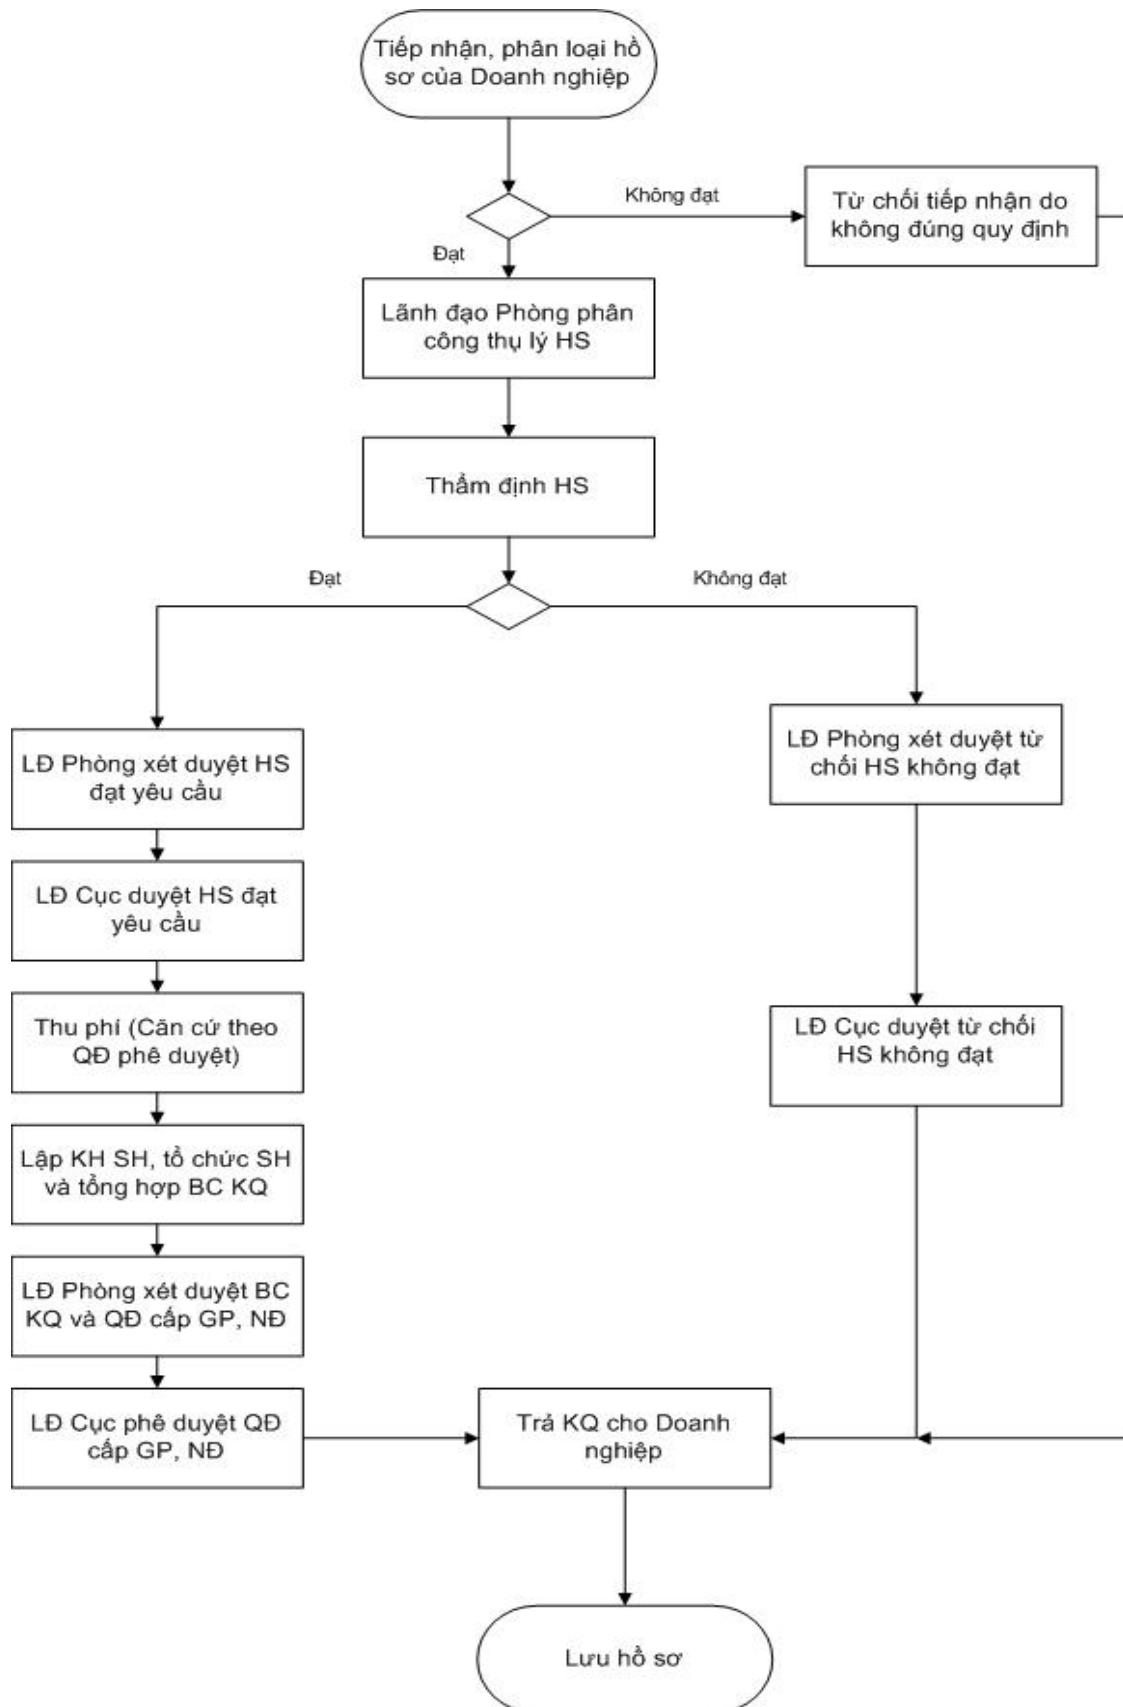 Tiếp nhận, phân loại hồ
sơ của Doanh nghiệp
Không đạt
Từ chối tiếp nhận do
không đúng quy định
Đạt
Lãnh đạo Phòng phân
công thụ lý HS
Thẩm định HS
Đạt
Không đạt
LĐ Phòng xét duyệt HS
đạt yêu cầu
LĐ Phòng xét duyệt từ
chối HS không đạt
LĐ Cục duyệt HS đạt
yêu cầu
Thu phí (Căn cứ theo
QĐ phê duyệt)
LĐ Cục duyệt từ chối
HS không đạt
Lập KH SH, tổ chức SH
và tổng hợp BC KQ
LĐ Phòng xét duyệt BC
KQ và QĐ cấp GP, NĐ
LĐ Cục phê duyệt QĐ
cấp GP, NĐ
Trả KQ cho Doanh
nghiệp
Lưu hồ sơ